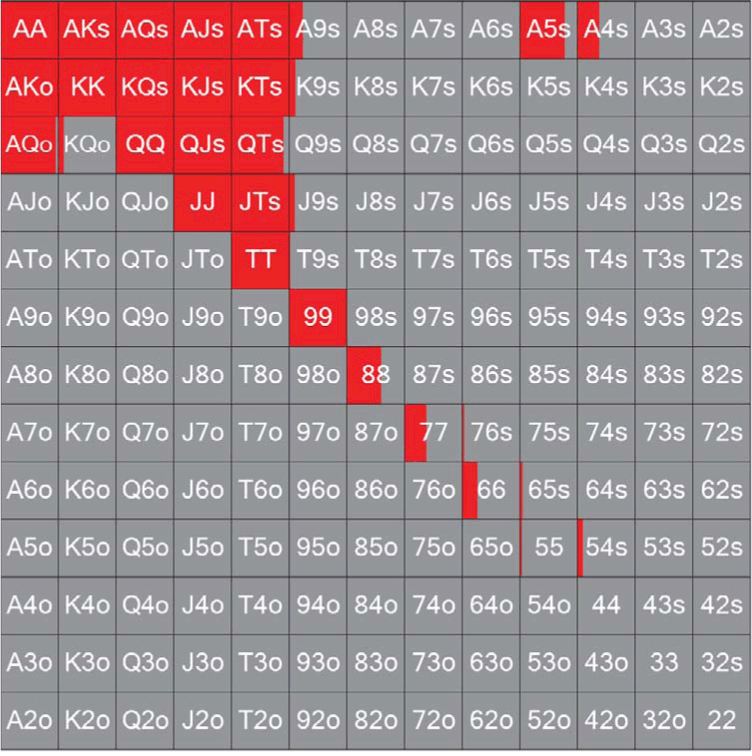 AA AKs AQs AJs ATs A9s A8s A7s A6s A5s A4s A3s A2s
AKo KK KQs KJs KTs K9s K8s K7s K6s K5s K4s K3s K2s
AQo KQo QQ QJs QTs Q9s Q8s Q7s Q6s Q5s Q4s Q3s Q2s
AJo KJo QJo JJ JTs J9s J8s J7s J6s J5s J4s J3s J2s
ATo KTo QTo JTo TT T9s T8s T7s T6s T5s T4s T3s T2s
A9o K9o Q9o J9o T9o 99 98s 97s 96s 95s 94s 93s 92s
A8o K8o Q8o J8o T8o 98o 88 87s 86s 85s 84s 83s 82s
A7o K7o Q7o J7o T7o 97o 87o 77 76s 75s 74s 73s 72s
A6o K6o Q6o J6o T6o 96o 86o 76o 66 65s 64s 63s 62s
A5o K5o Q5o J5o T5o 95o 85o 75o 65o 55 54s 53s 52s
A4o K4o Q4o J4o T4o 94o 84o 74o 64o 54o 44 43s 42s
A3o K3o Q3o J3o T3o 93o 83o 73o 63o 53o 43o 33 32s
A2o K2o Q2o J2o T2o 92o 82o 72o 62o 52o 42o 32o 22